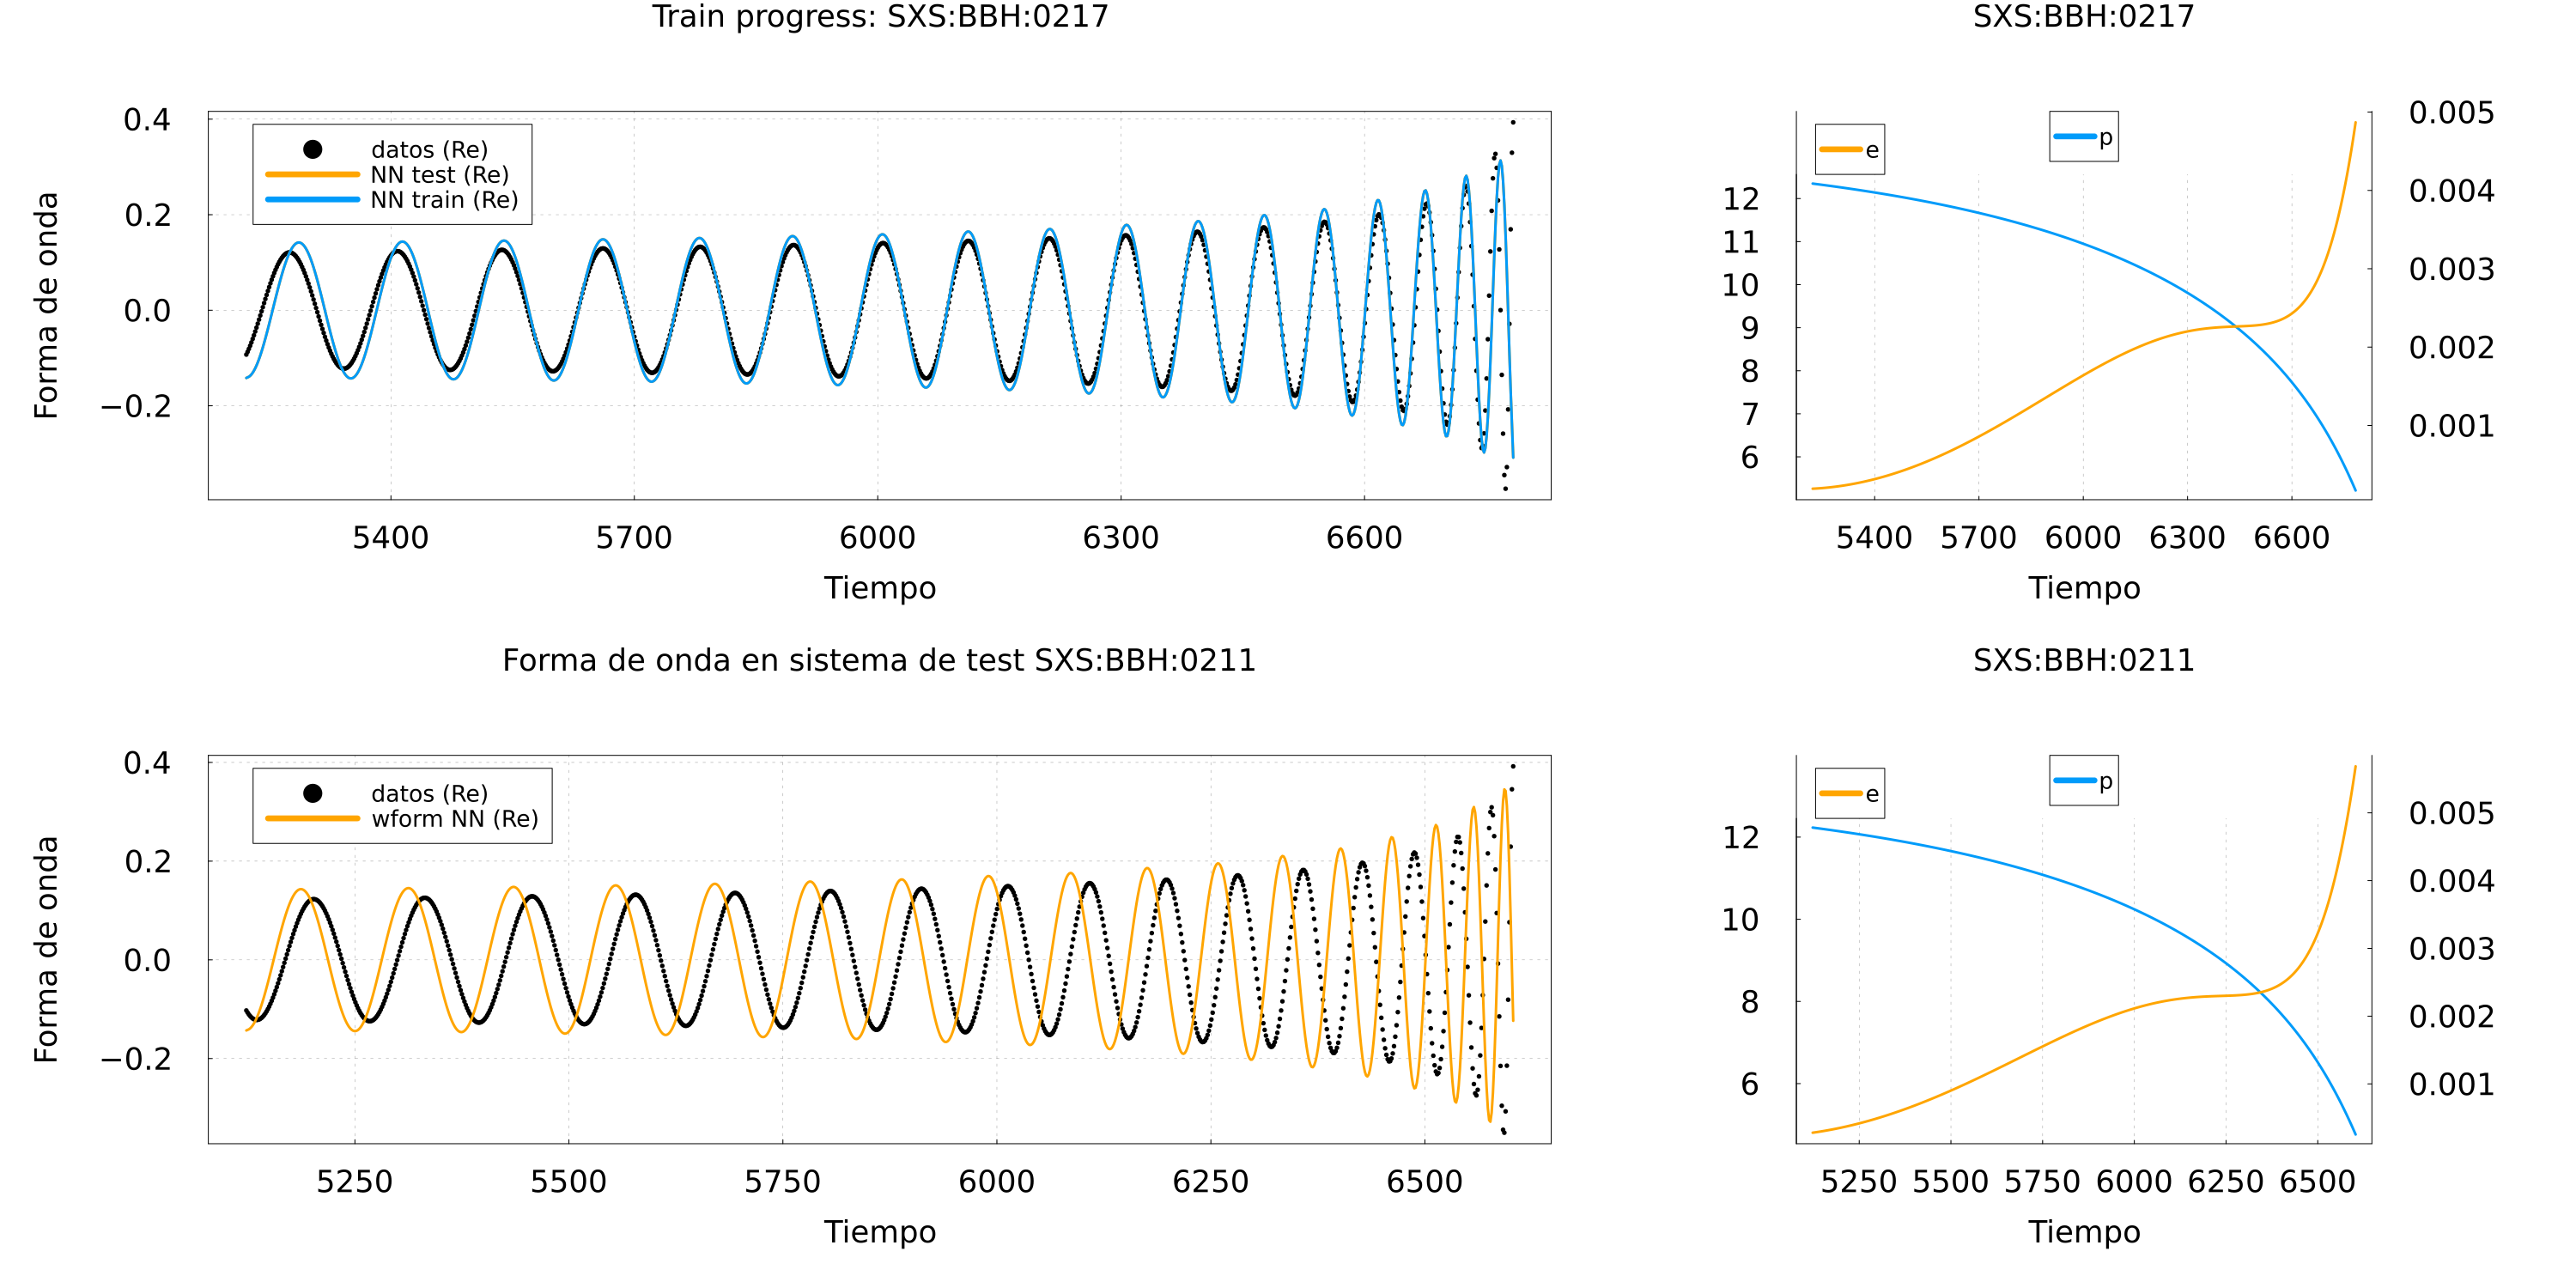 Train progress: SXS:BBH:0217
Forma de onda
0.4
0.2
0.0
−0.2
datos (Re)
NN test (Re)
NN train (Re)
5400 5700 6000 6300 6600
Tiempo
SXS:BBH:0217
e
p
12
11
10
9
8
7
6
0.005
0.004
0.003
0.002
0.001
5400 5700 6000 6300 6600
Tiempo
Forma de onda en sistema de test SXS:BBH:0211
Forma de onda
0.4
0.2
0.0
−0.2
datos (Re)
wform NN (Re)
5250 5500 5750 6000 6250 6500
Tiempo
SXS:BBH:0211
e
p
12
10
8
6
0.005
0.004
0.003
0.002
0.001
5250 5500 5750 6000 6250 6500
Tiempo